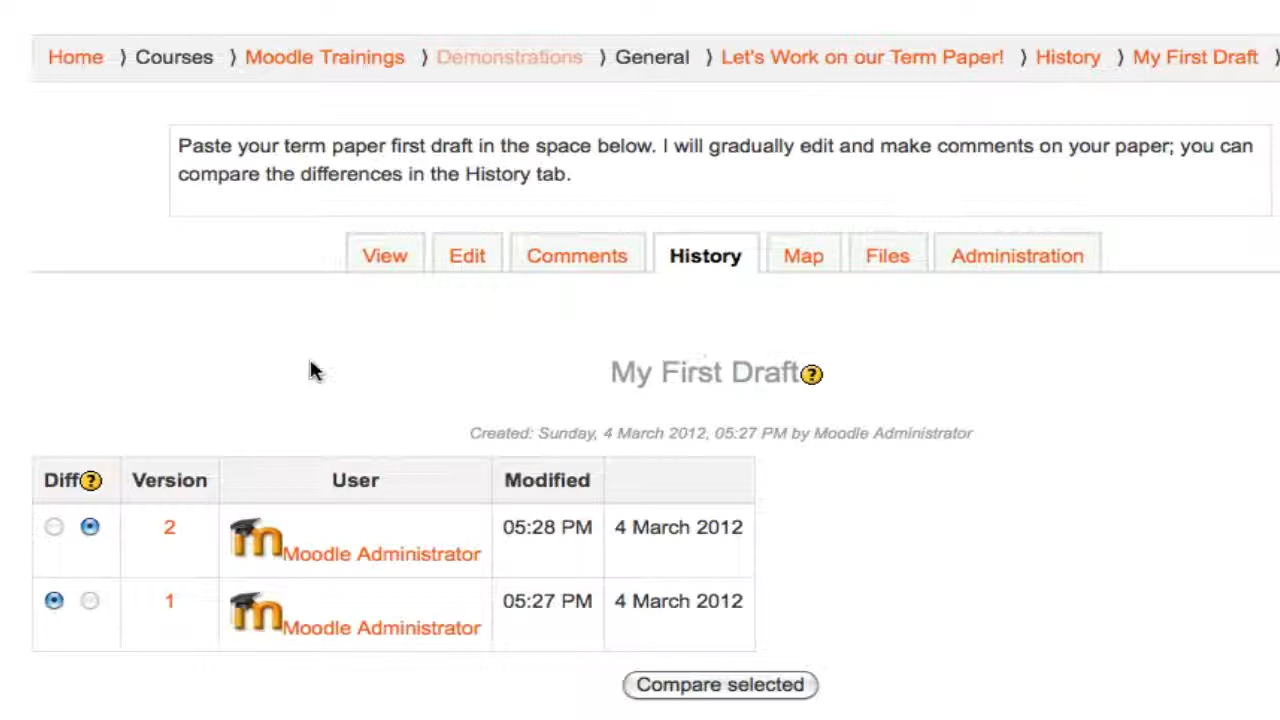 Home ⟩ Courses ⟩ Moodle Trainings ⟩ Demonstrations ⟩ General ⟩ Let's Work on our Term Paper! ⟩ History ⟩ My First Draft ⟩
Paste your term paper first draft in the space below. I will gradually edit and make comments on your paper; you can
compare the differences in the History tab.
View Edit Comments History Map Files Administration
My First Draft ?
Created: Sunday, 4 March 2012, 05:27 PM by Moodle Administrator
Diff ? Version User Modified
2 m Moodle Administrator 05:28 PM 4 March 2012
1 m Moodle Administrator 05:27 PM 4 March 2012
Compare selected